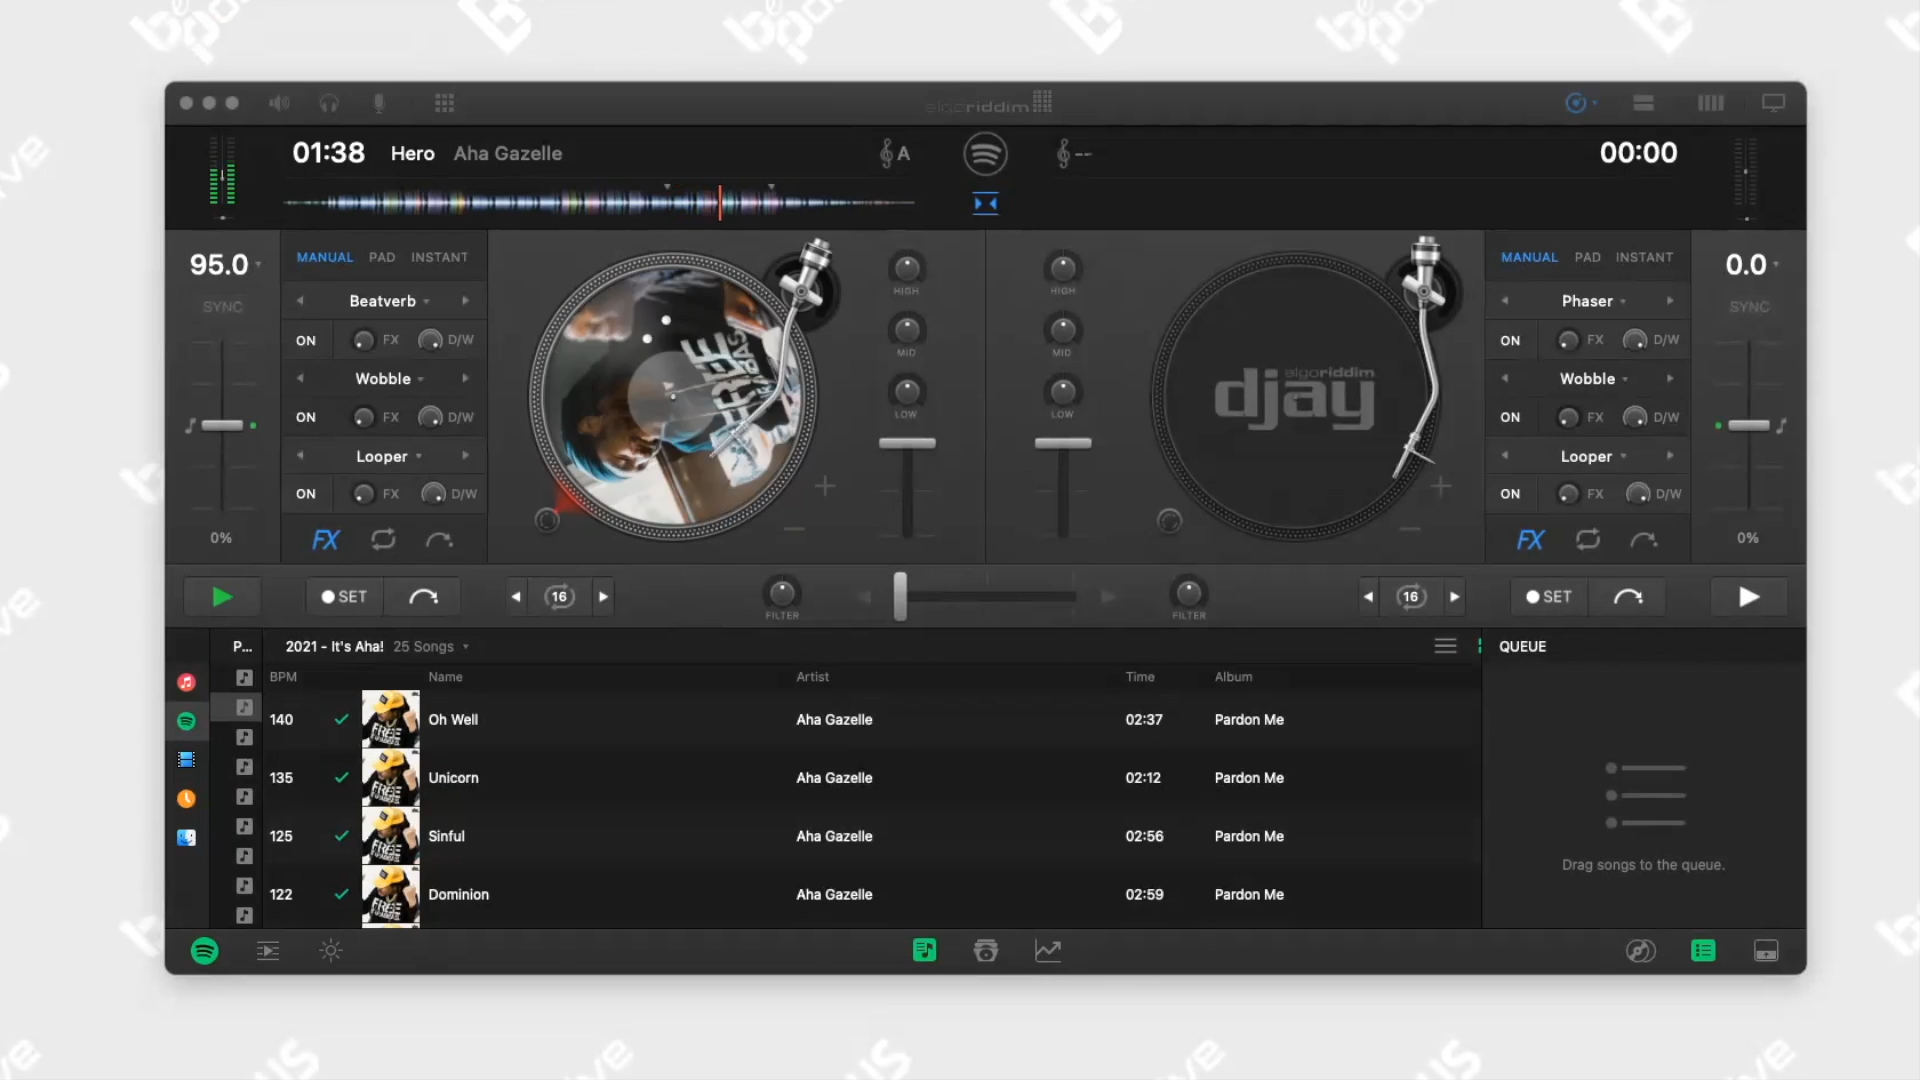 algoriddim
01:38 Hero Aha Gazelle A -- 00:00
95.0 MANUAL PAD INSTANT HIGH HIGH MANUAL PAD INSTANT 0.0
SYNC Beatverb Phaser SYNC
ON FX D/W MID MID ON FX D/W
Wobble algoriddim Wobble
djay
ON FX D/W LOW LOW ON FX D/W
Looper Looper
FREE
ON FX D/W ON FX D/W
0% FX FX 0%
SET 16 FILTER FILTER 16 SET
P... 2021 - It's Aha! 25 Songs QUEUE
BPM Name Artist Time Album
140 Oh Well Aha Gazelle 02:37 Pardon Me
135 Unicorn Aha Gazelle 02:12 Pardon Me
125 Sinful Aha Gazelle 02:56 Pardon Me
Drag songs to the queue.
122 Dominion Aha Gazelle 02:59 Pardon Me